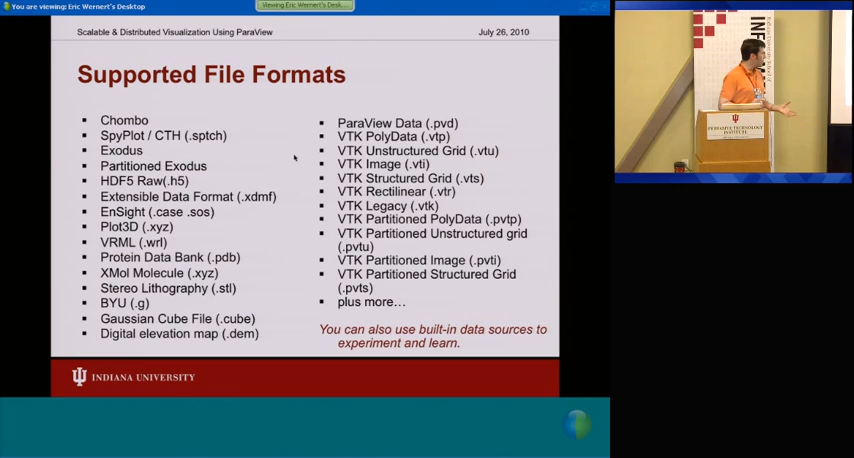 You are viewing: Eric Wernert's Desktop
Viewing Eric Wernert's Desk...
Scalable & Distributed Visualization Using ParaView
July 26, 2010
Supported File Formats
▪ Chombo
▪ SpyPlot / CTH (.sptch)
▪ Exodus
▪ Partitioned Exodus
▪ HDF5 Raw(.h5)
▪ Extensible Data Format (.xdmf)
▪ EnSight (.case .sos)
▪ Plot3D (.xyz)
▪ VRML (.wrl)
▪ Protein Data Bank (.pdb)
▪ XMol Molecule (.xyz)
▪ Stereo Lithography (.stl)
▪ BYU (.g)
▪ Gaussian Cube File (.cube)
▪ Digital elevation map (.dem)
▪ ParaView Data (.pvd)
▪ VTK PolyData (.vtp)
▪ VTK Unstructured Grid (.vtu)
▪ VTK Image (.vti)
▪ VTK Structured Grid (.vts)
▪ VTK Rectilinear (.vtr)
▪ VTK Legacy (.vtk)
▪ VTK Partitioned PolyData (.pvtp)
▪ VTK Partitioned Unstructured grid
(.pvtu)
▪ VTK Partitioned Image (.pvti)
▪ VTK Partitioned Structured Grid
(.pvts)
▪ plus more…
You can also use built-in data sources to
experiment and learn.
INDIANA UNIVERSITY
PERVASIVE TECHNOLOGY
INSTITUTE